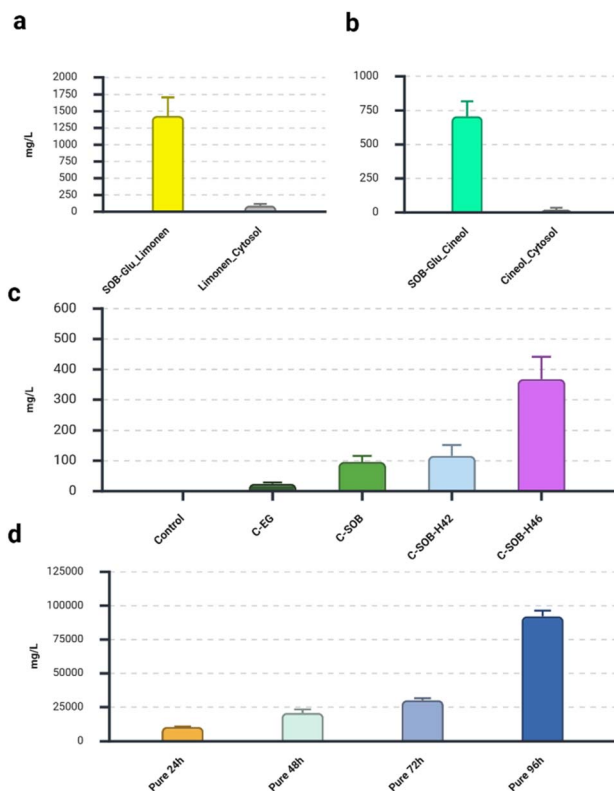 a
b
2000
1750
1500
1250
1000
750
500
250
0
mg/L
SOB-Glu_Limonen
Limonen_Cytosol
1000
750
500
250
0
SOB-Glu_Cineol
Cineol_Cytosol
c
600
500
400
300
200
100
0
mg/L
Control
C-EG
C-SOB
C-SOB-H42
C-SOB-H46
d
125000
100000
75000
50000
25000
0
mg/L
Pure 24h
Pure 48h
Pure 72h
Pure 96h